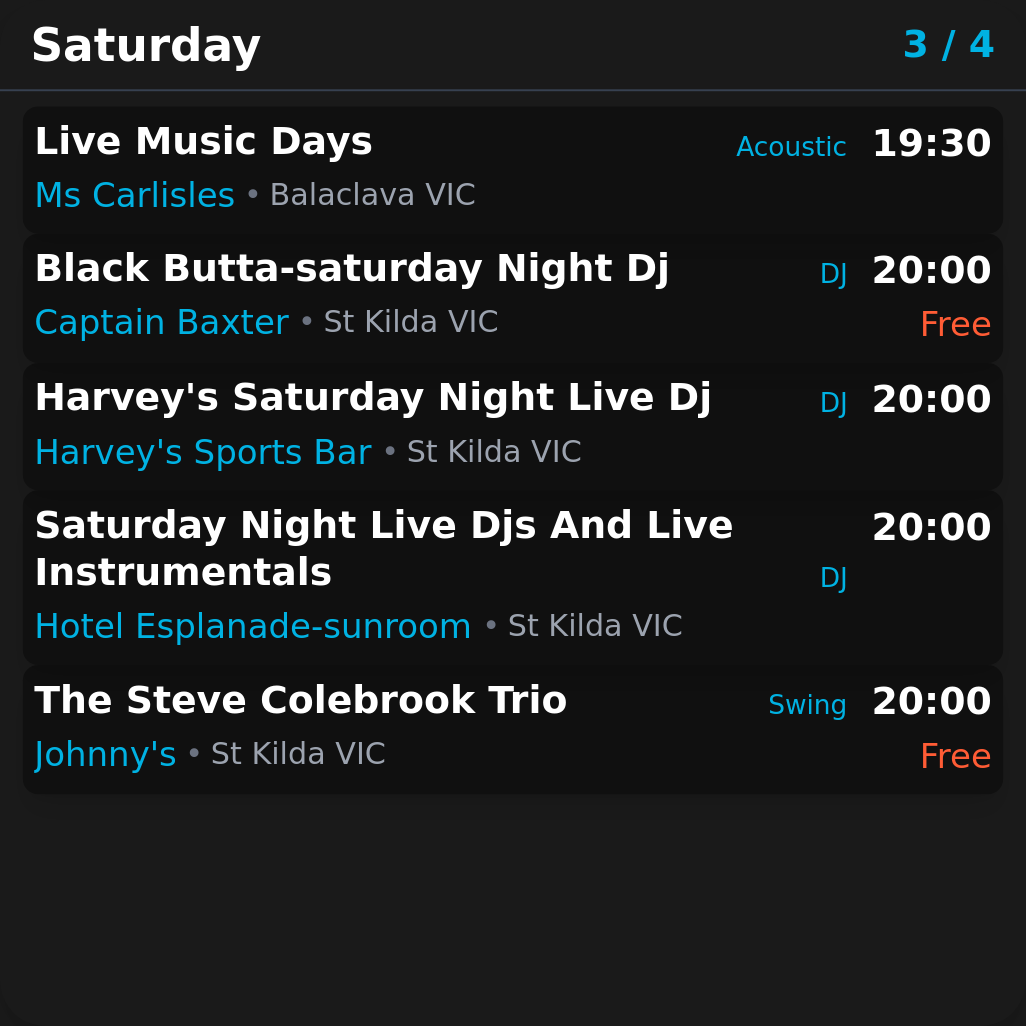 Saturday 3 / 4
Live Music Days Acoustic 19:30
Ms Carlisles • Balaclava VIC
Black Butta-saturday Night Dj DJ 20:00
Captain Baxter • St Kilda VIC Free
Harvey's Saturday Night Live Dj DJ 20:00
Harvey's Sports Bar • St Kilda VIC
Saturday Night Live Djs And Live 20:00
Instrumentals DJ
Hotel Esplanade-sunroom • St Kilda VIC
The Steve Colebrook Trio Swing 20:00
Johnny's • St Kilda VIC Free